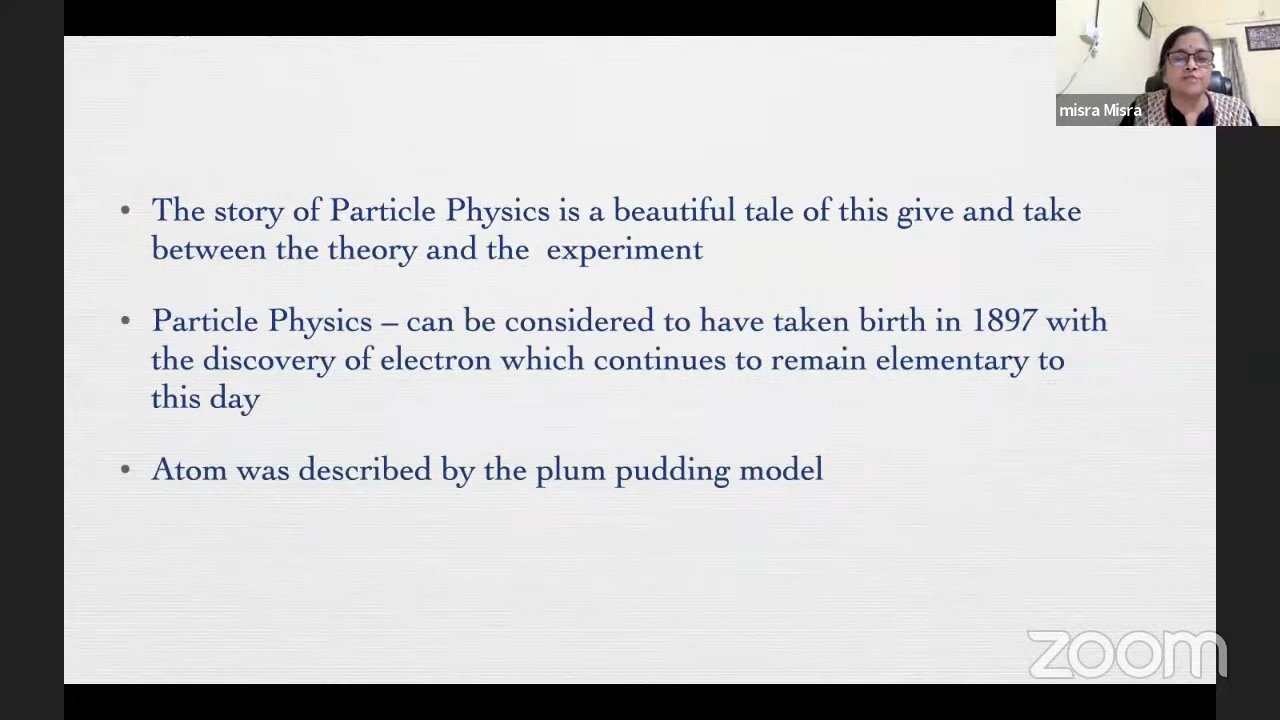 misra Misra
• The story of Particle Physics is a beautiful tale of this give and take
between the theory and the experiment
• Particle Physics – can be considered to have taken birth in 1897 with
the discovery of electron which continues to remain elementary to
this day
• Atom was described by the plum pudding model
zoom